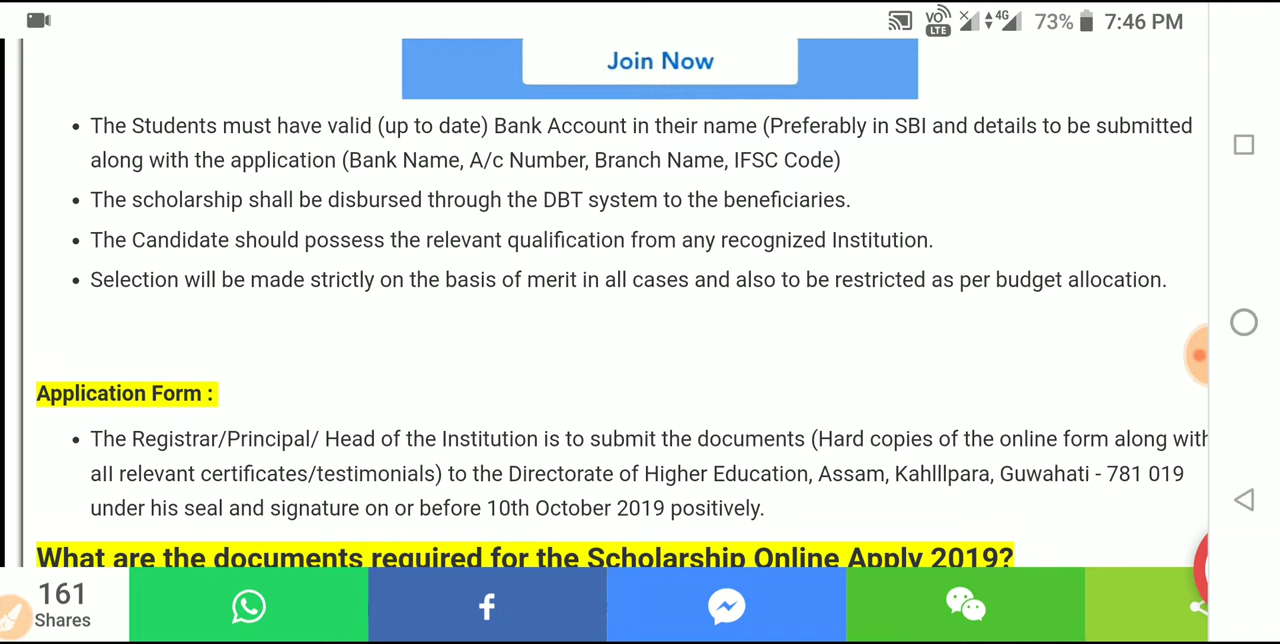 VO LTE 4G 73% 7:46 PM
Join Now
• The Students must have valid (up to date) Bank Account in their name (Preferably in SBI and details to be submitted
along with the application (Bank Name, A/c Number, Branch Name, IFSC Code)
• The scholarship shall be disbursed through the DBT system to the beneficiaries.
• The Candidate should possess the relevant qualification from any recognized Institution.
• Selection will be made strictly on the basis of merit in all cases and also to be restricted as per budget allocation.
Application Form :
• The Registrar/Principal/ Head of the Institution is to submit the documents (Hard copies of the online form along with
all relevant certificates/testimonials) to the Directorate of Higher Education, Assam, Kahlllpara, Guwahati - 781 019
under his seal and signature on or before 10th October 2019 positively.
What are the documents required for the Scholarship Online Apply 2019?
161
Shares